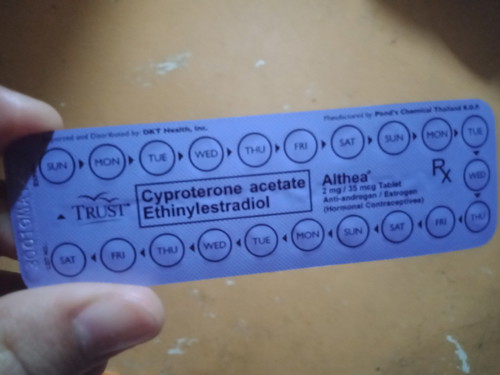 and Distributed by: DKT Health, Inc.
Manufactured by: Pond's Chemical Thailand R.O.P.
SUN MON TUE WED THU FRI SAT SUN MON TUE
WED
TRUST
Cyproterone acetate
Ethinylestradiol
Althea®
2 mg / 35 mcg Tablet
Anti-androgen / Estrogen
(Hormonal Contraceptives)
Rx
SAT FRI THU WED TUE MON SUN SAT FRI THU